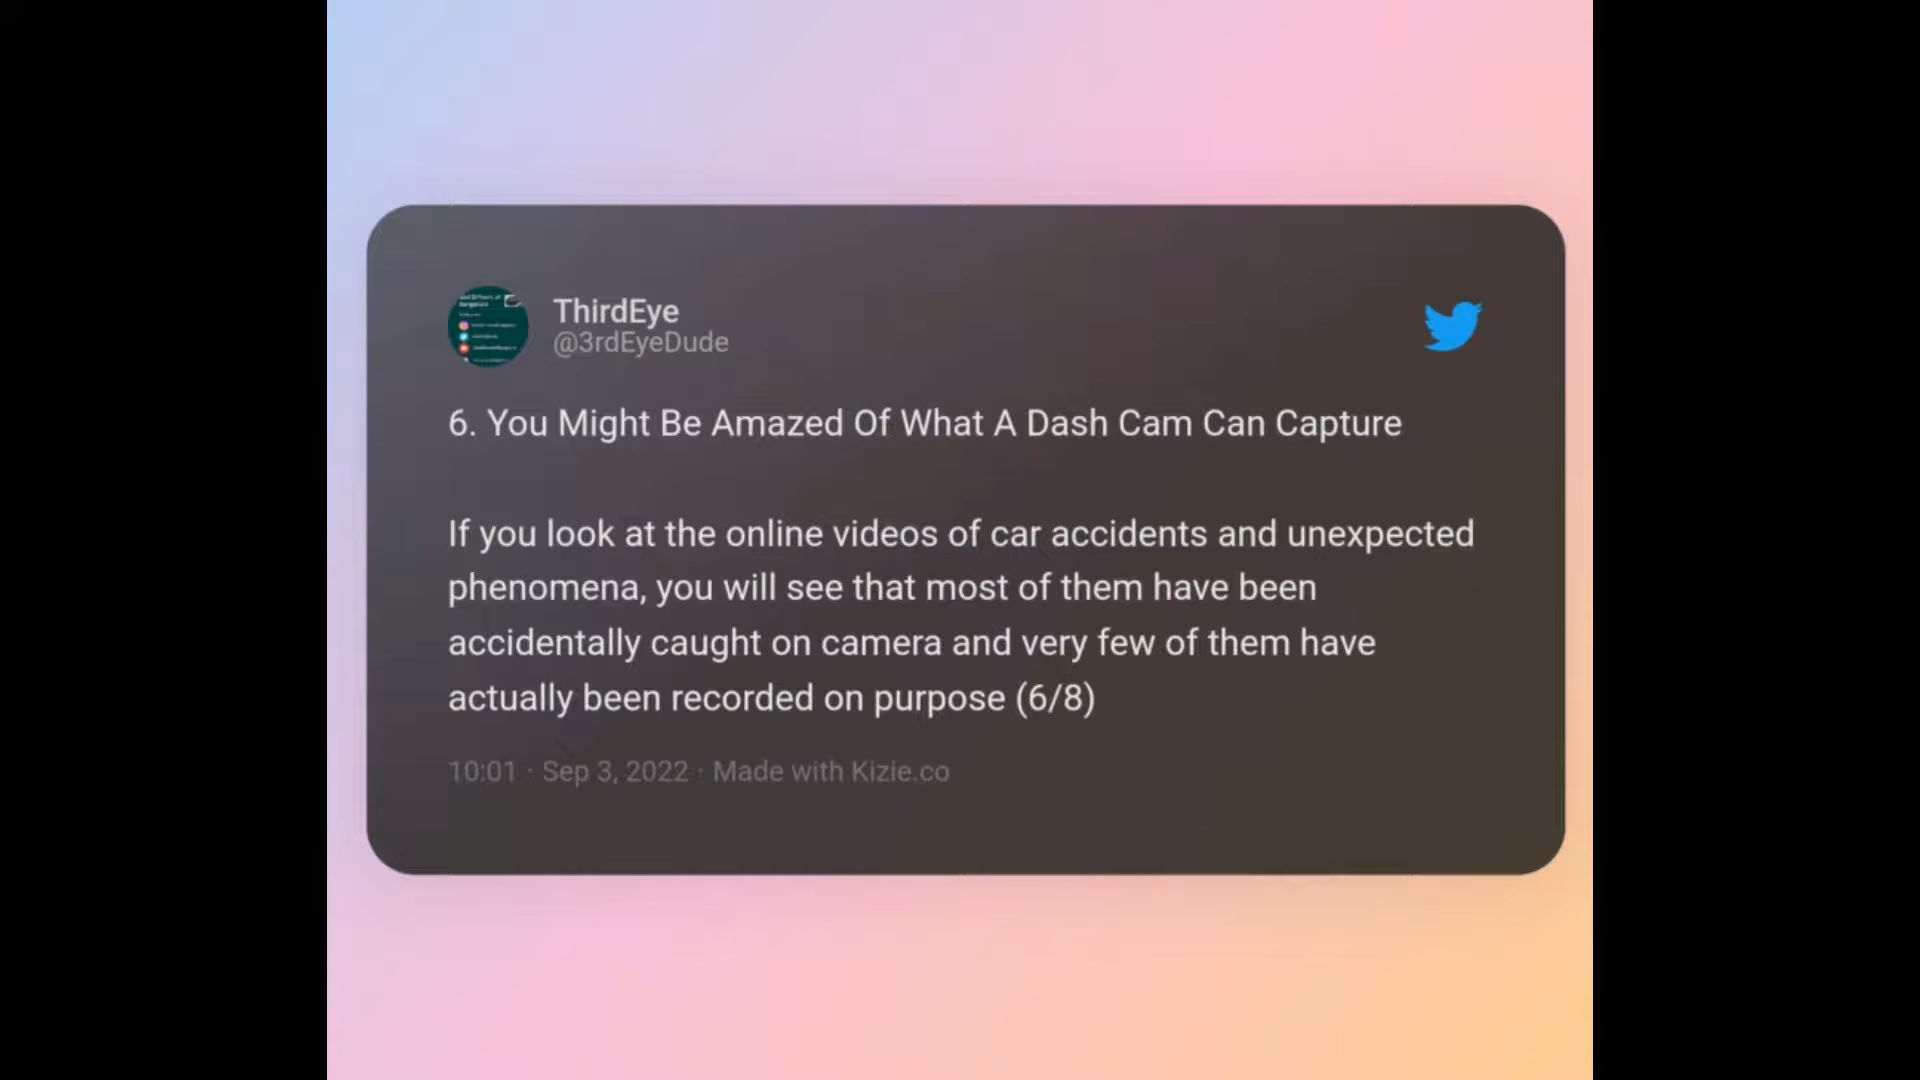 ThirdEye
@3rdEyeDude
6. You Might Be Amazed Of What A Dash Cam Can Capture
If you look at the online videos of car accidents and unexpected
phenomena, you will see that most of them have been
accidentally caught on camera and very few of them have
actually been recorded on purpose (6/8)
10:01 · Sep 3, 2022 · Made with Kizie.co